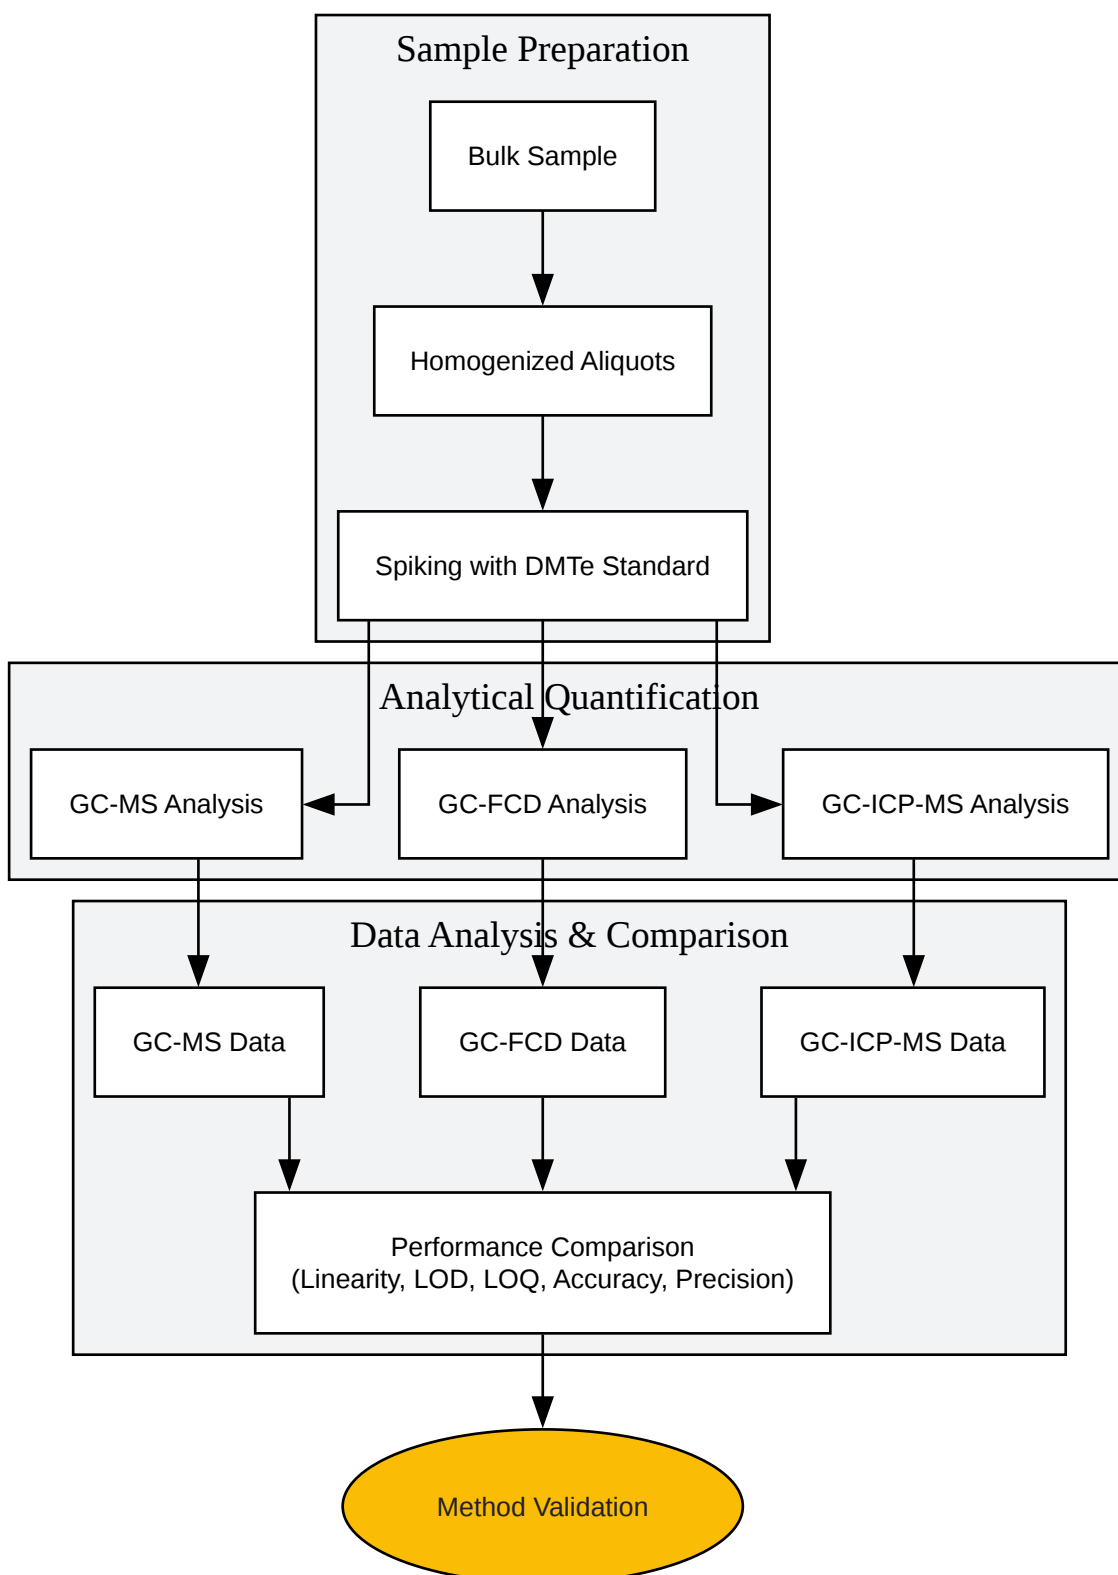 Sample Preparation
Bulk Sample
Homogenized Aliquots
Spiking with DMTe Standard
Analytical Quantification
GC-MS Analysis
GC-FCD Analysis
GC-ICP-MS Analysis
Data Analysis & Comparison
GC-MS Data
GC-FCD Data
GC-ICP-MS Data
Performance Comparison
(Linearity, LOD, LOQ, Accuracy, Precision)
Method Validation